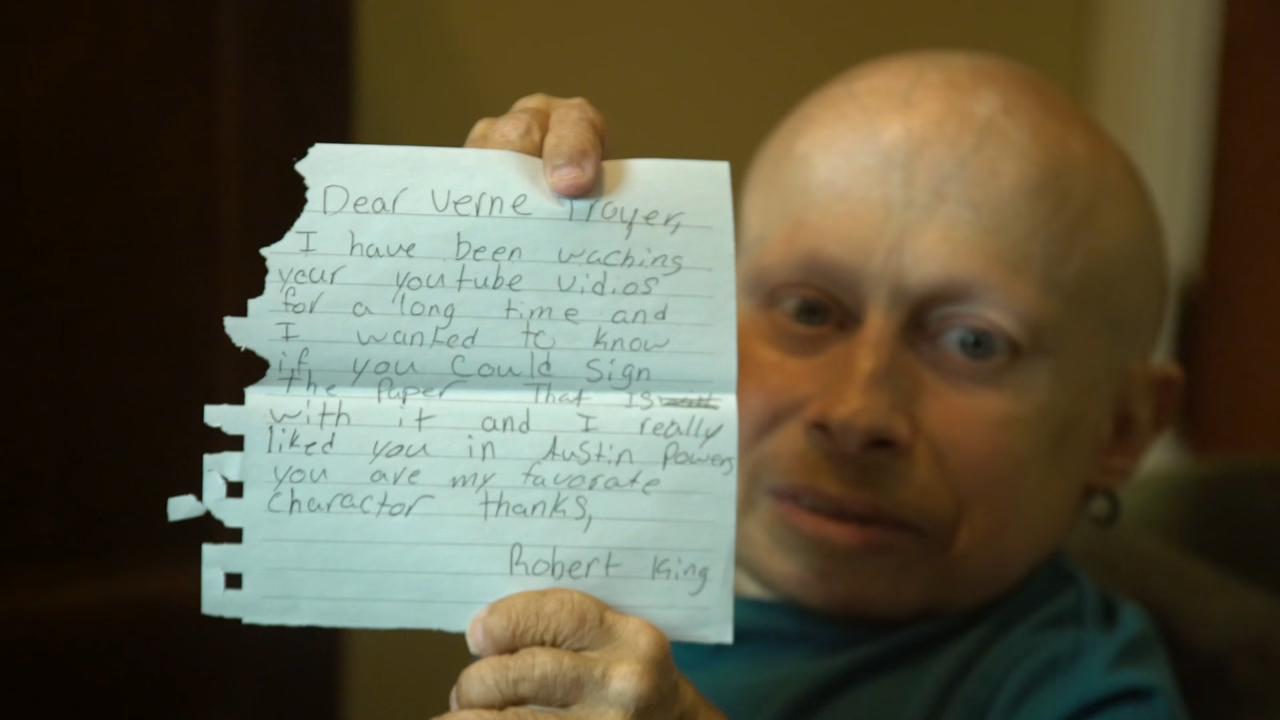 Dear Verne Troyer,
I have been waching
your youtube vidios
for a long time and
I wanted to know
if you Could Sign
the Paper That is
with it and I really
liked you in Austin Powers
you are my favorate
Charactor thanks,
Robert King